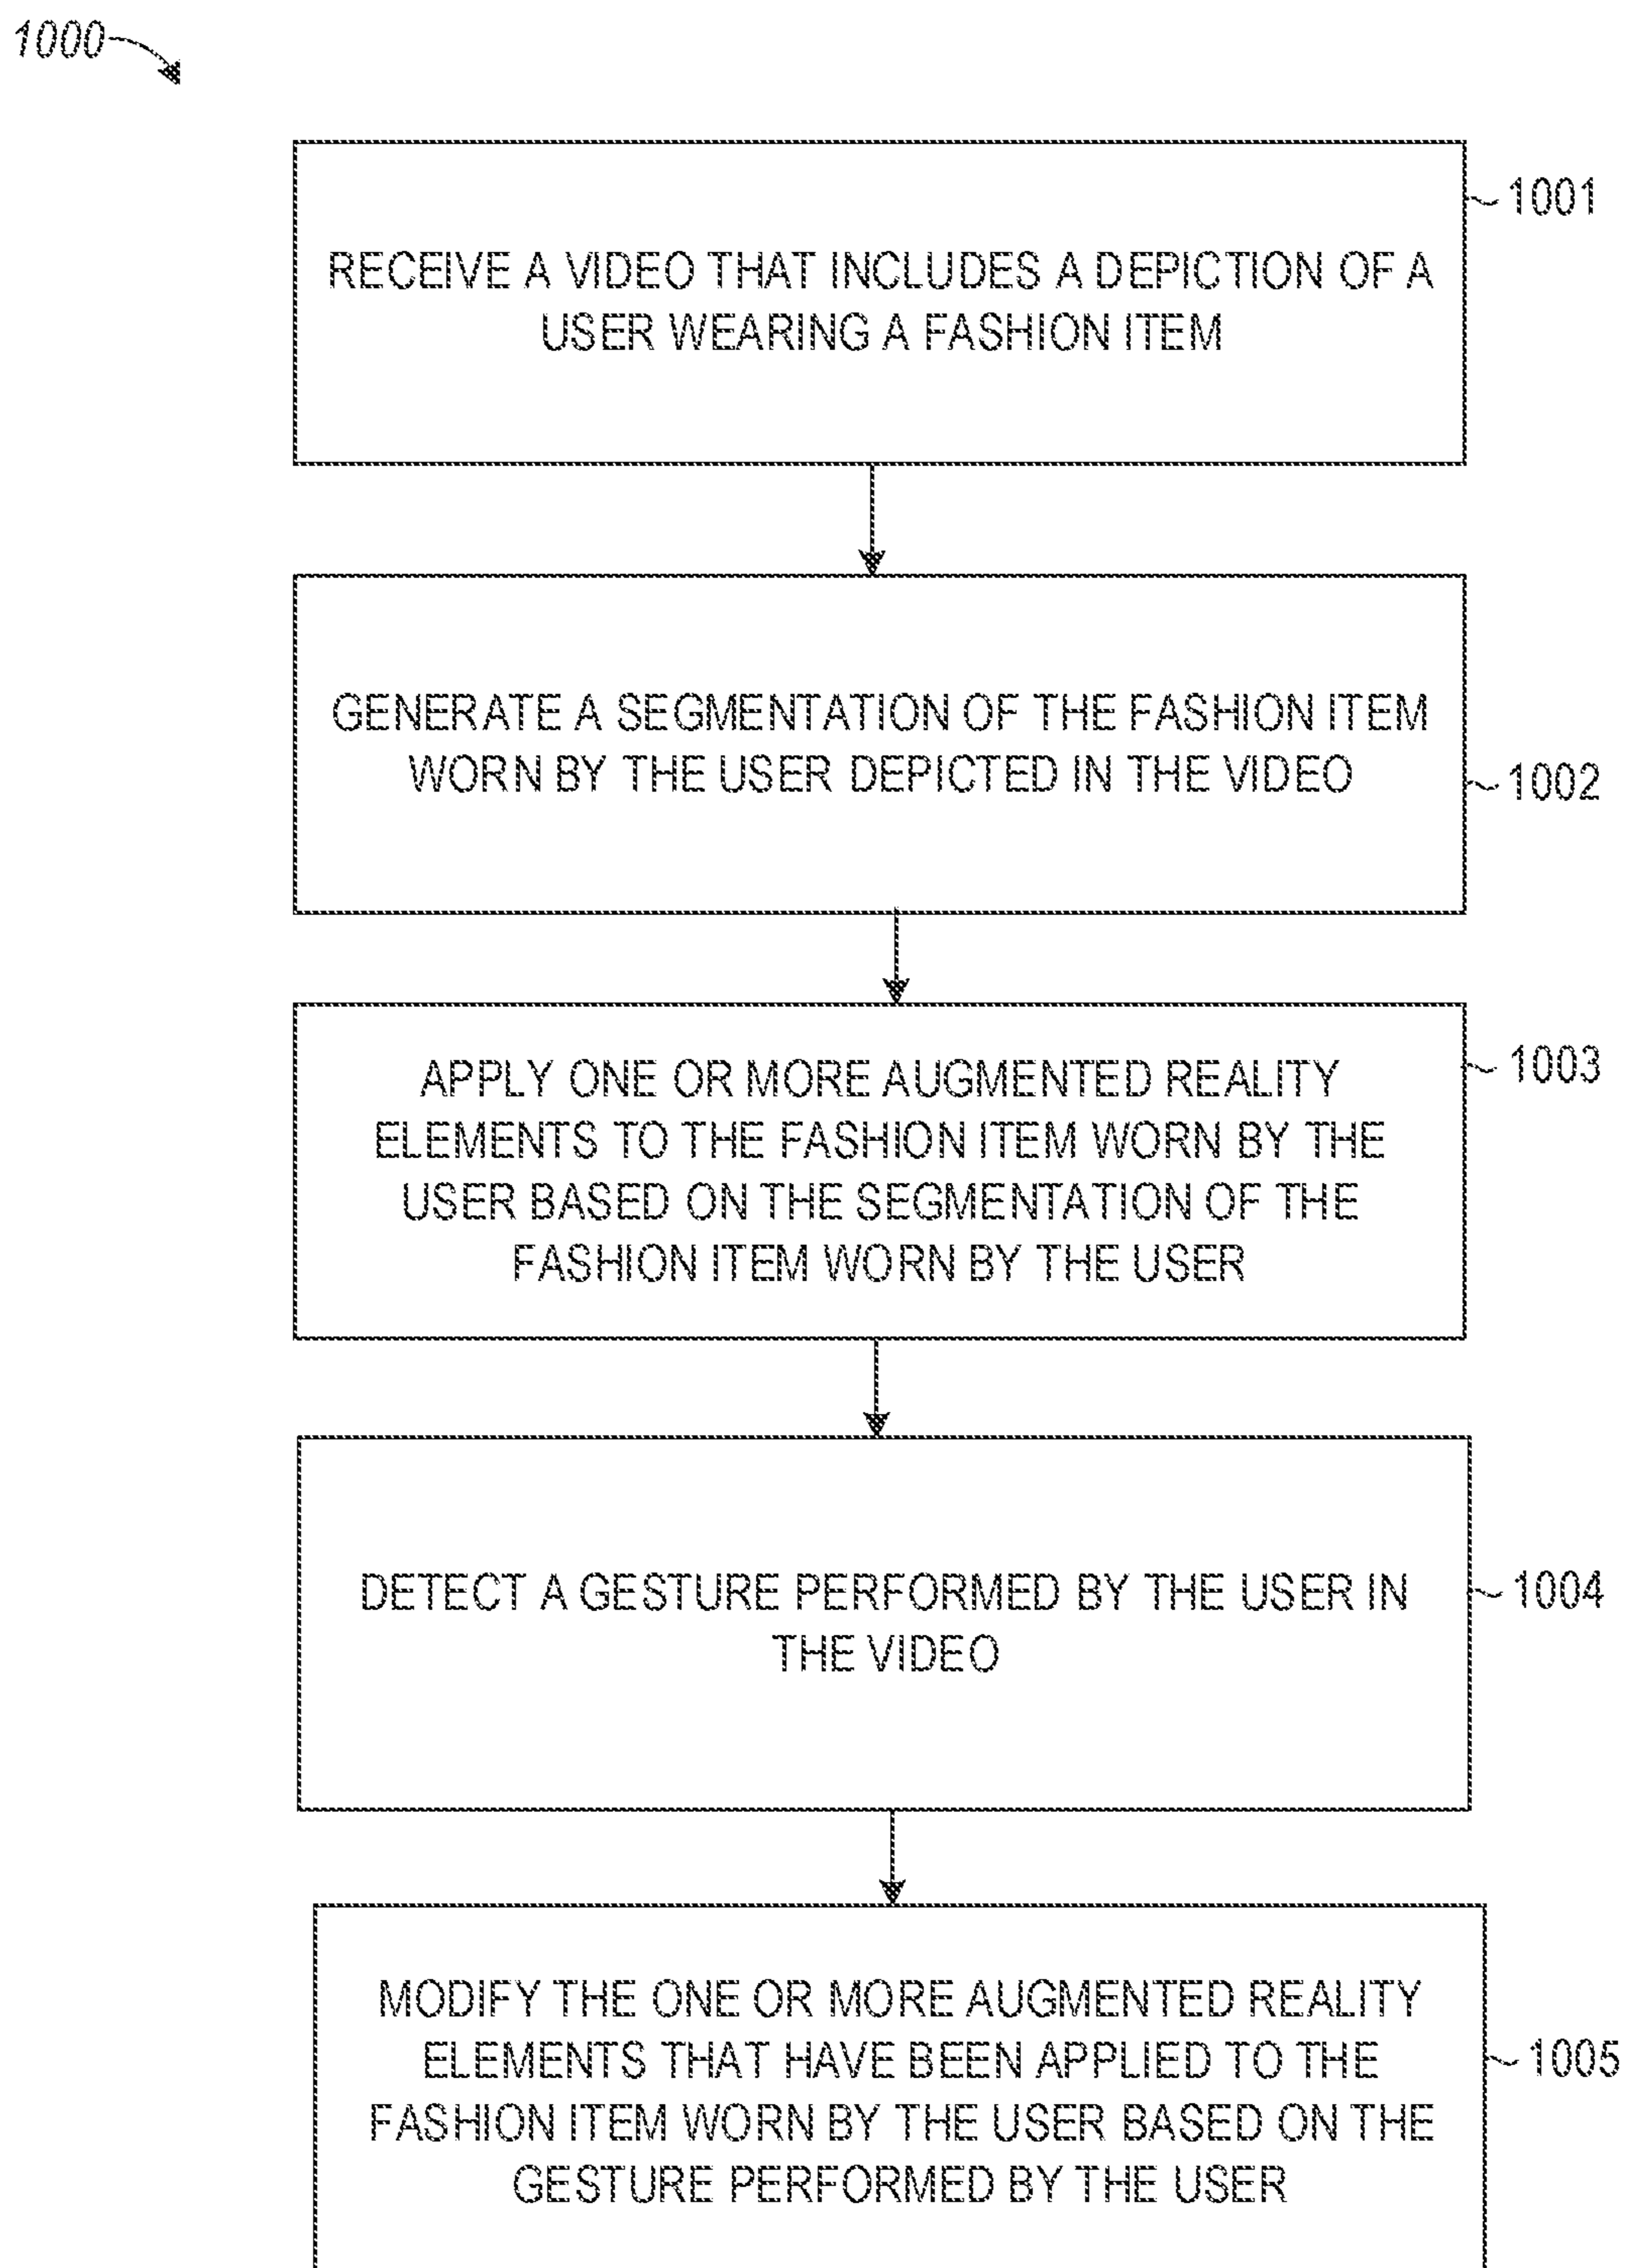 1000
RECEIVE A VIDEO THAT INCLUDES A DEPICTION OF A
USER WEARING A FASHION ITEM
1001
GENERATE A SEGMENTATION OF THE FASHION ITEM
WORN BY THE USER DEPICTED IN THE VIDEO
1002
APPLY ONE OR MORE AUGMENTED REALITY
ELEMENTS TO THE FASHION ITEM WORN BY THE
USER BASED ON THE SEGMENTATION OF THE
FASHION ITEM WORN BY THE USER
1003
DETECT A GESTURE PERFORMED BY THE USER IN
THE VIDEO
1004
MODIFY THE ONE OR MORE AUGMENTED REALITY
ELEMENTS THAT HAVE BEEN APPLIED TO THE
FASHION ITEM WORN BY THE USER BASED ON THE
GESTURE PERFORMED BY THE USER
1005